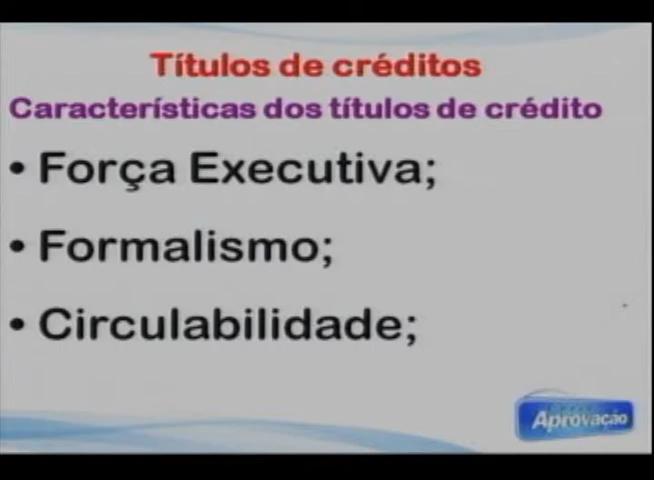 Títulos de créditos
Características dos títulos de crédito
• Força Executiva;
• Formalismo;
• Circulabilidade;
Aprovação